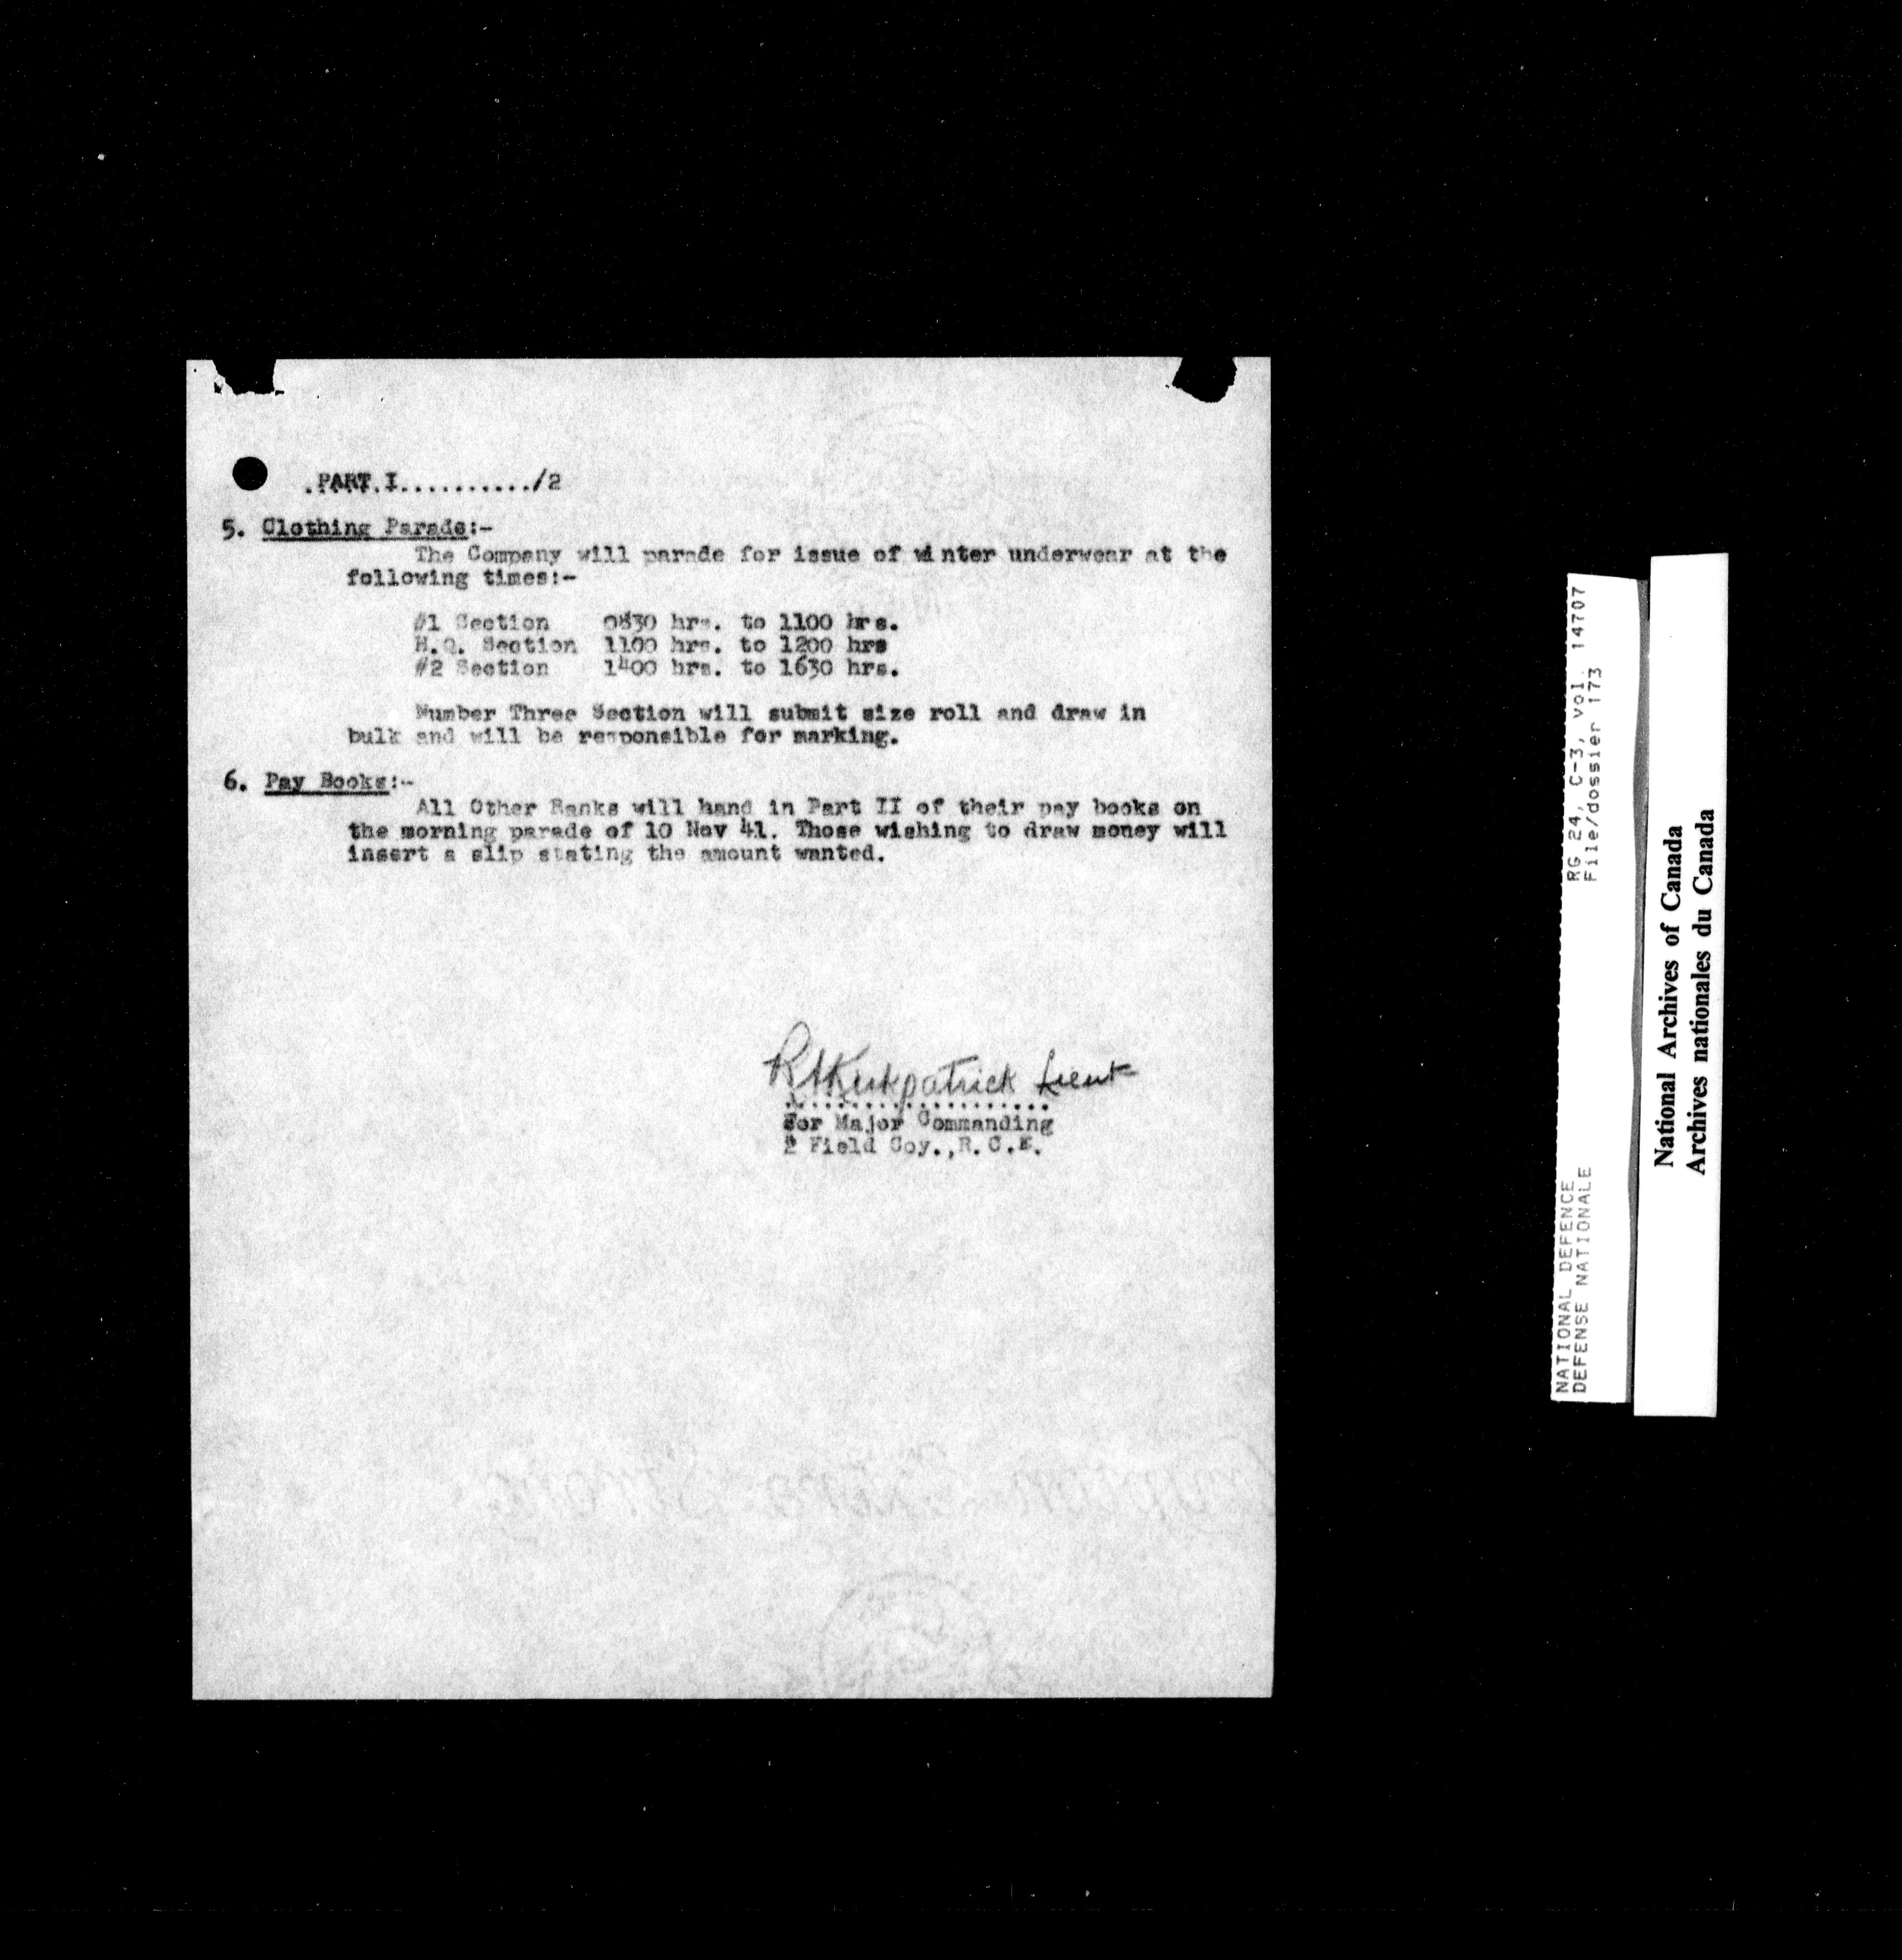 .PART.I........../2
5. Clothing Parade:-
The Company will parade for issue of winter underwear at the
following times:-
#1 Section 0830 hrs. to 1100 hrs.
H.Q. Section 1100 hrs. to 1200 hrs
#2 Section 1400 hrs. to 1630 hrs.
Number Three Section will submit size roll and draw in
bulk and will be responsible for marking.
6. Pay Books:-
All Other Ranks will hand in Part II of their pay books on
the morning parade of 10 Nov 41. Those wishing to draw money will
insert a slip stating the amount wanted.
Kirkpatrick Lieut
For Major Commanding
2 Field Coy.,R.C.E.
NATIONAL DEFENCE RG 24, C-3, Vol. 14707
DEFENSE NATIONALE File/dossier 173
National Archives of Canada
Archives nationales du Canada